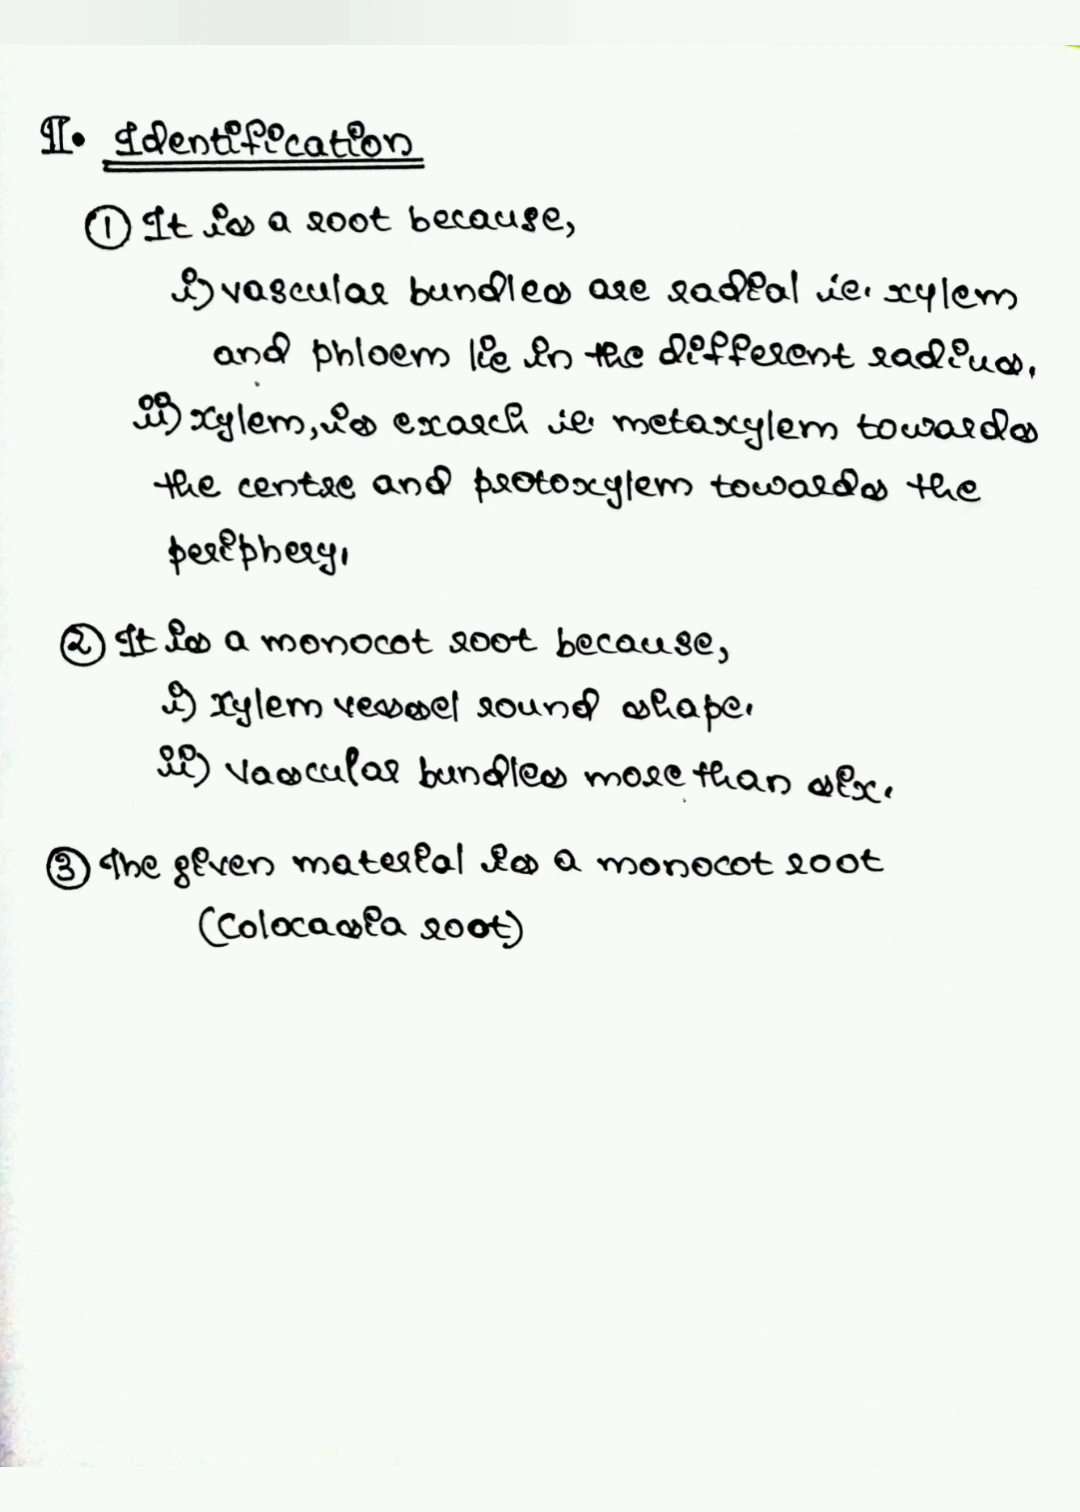 II. Identification
① It is a root because,
i) vascular bundles are radial ie. xylem
and phloem lie in the different radius.
ii) xylem, is exarch ie. metaxylem towards
the centre and protoxylem towards the
periphery.
② It is a monocot root because,
i) xylem vessel round shape.
ii) vascular bundles more than six.
③ The given material is a monocot root
(Colocasia root)